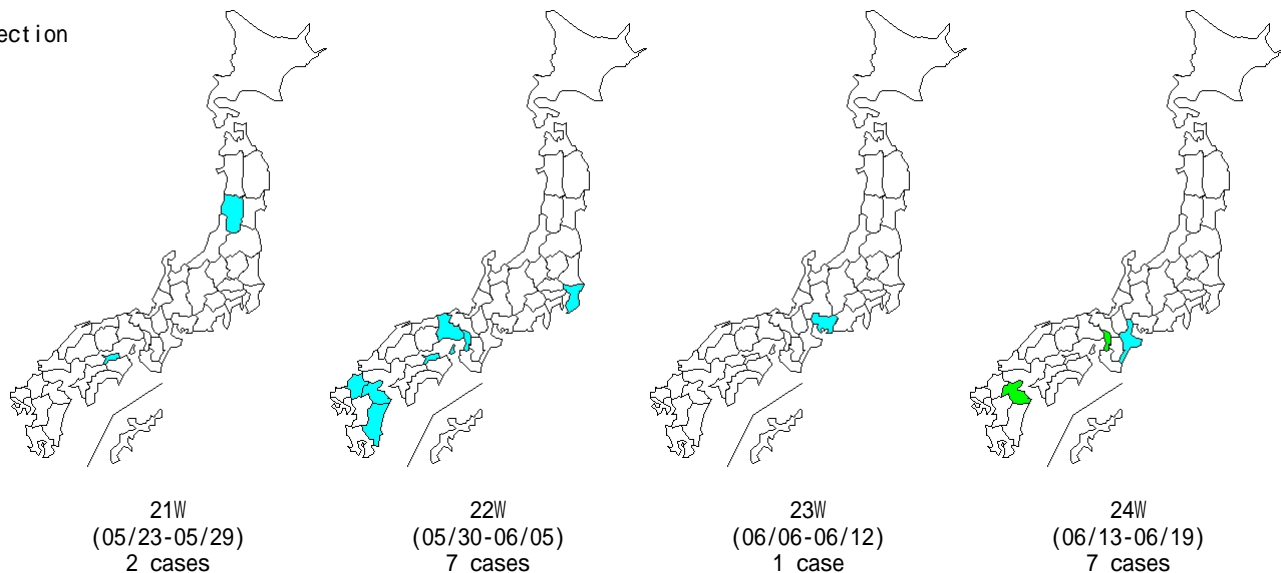 ection
21W
(05/23-05/29)
2 cases
22W
(05/30-06/05)
7 cases
23W
(06/06-06/12)
1 case
24W
(06/13-06/19)
7 cases